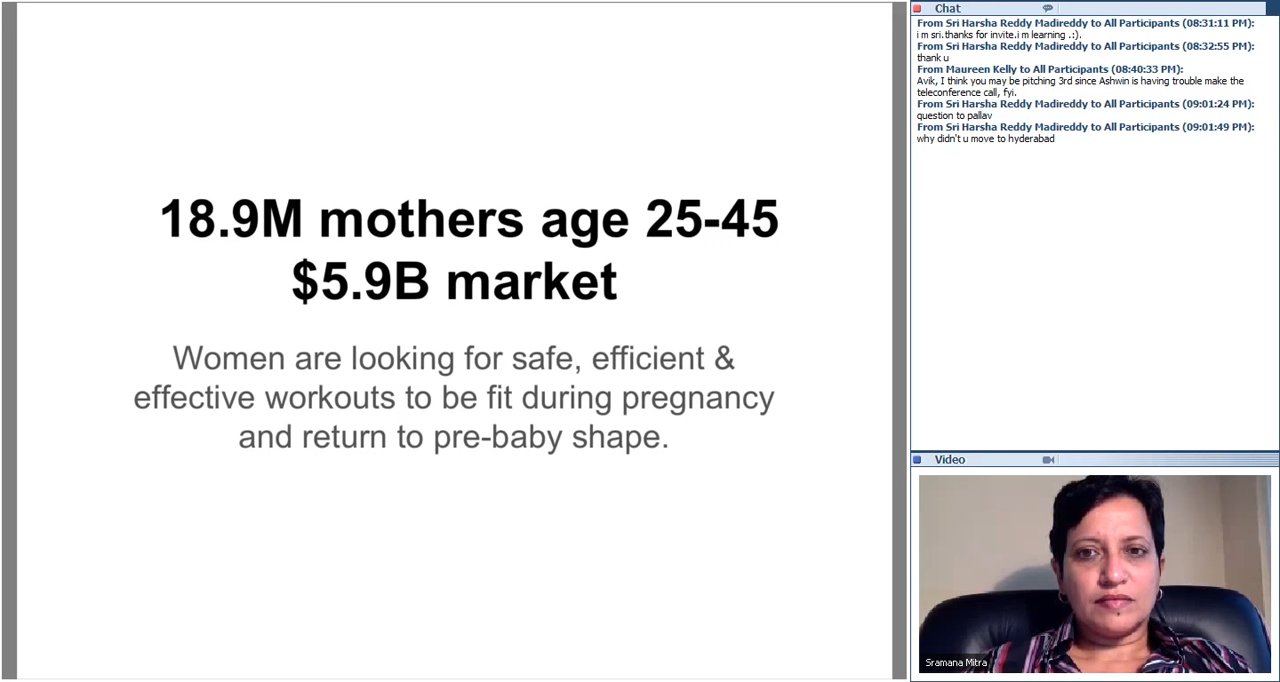 18.9M mothers age 25-45
$5.9B market
Women are looking for safe, efficient &
effective workouts to be fit during pregnancy
and return to pre-baby shape.
Chat
From Sri Harsha Reddy Madireddy to All Participants (08:31:11 PM):
i m sri.thanks for invite.i m learning .:).
From Sri Harsha Reddy Madireddy to All Participants (08:32:55 PM):
thank u
From Maureen Kelly to All Participants (08:40:33 PM):
Avik, I think you may be pitching 3rd since Ashwin is having trouble make the
teleconference call, fyi.
From Sri Harsha Reddy Madireddy to All Participants (09:01:24 PM):
question to pallav
From Sri Harsha Reddy Madireddy to All Participants (09:01:49 PM):
why didn't u move to hyderabad
Video
Sramana Mitra